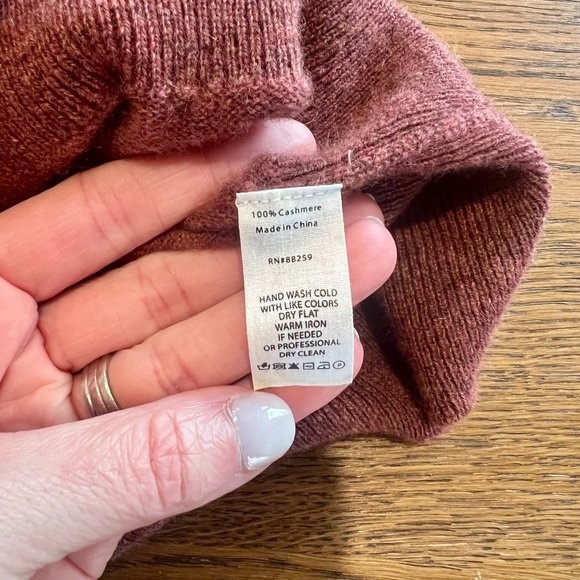 100% Cashmere
Made in China
RN#88259
HAND WASH COLD
WITH LIKE COLORS
DRY FLAT
WARM IRON
IF NEEDED
OR PROFESSIONAL
DRY CLEAN